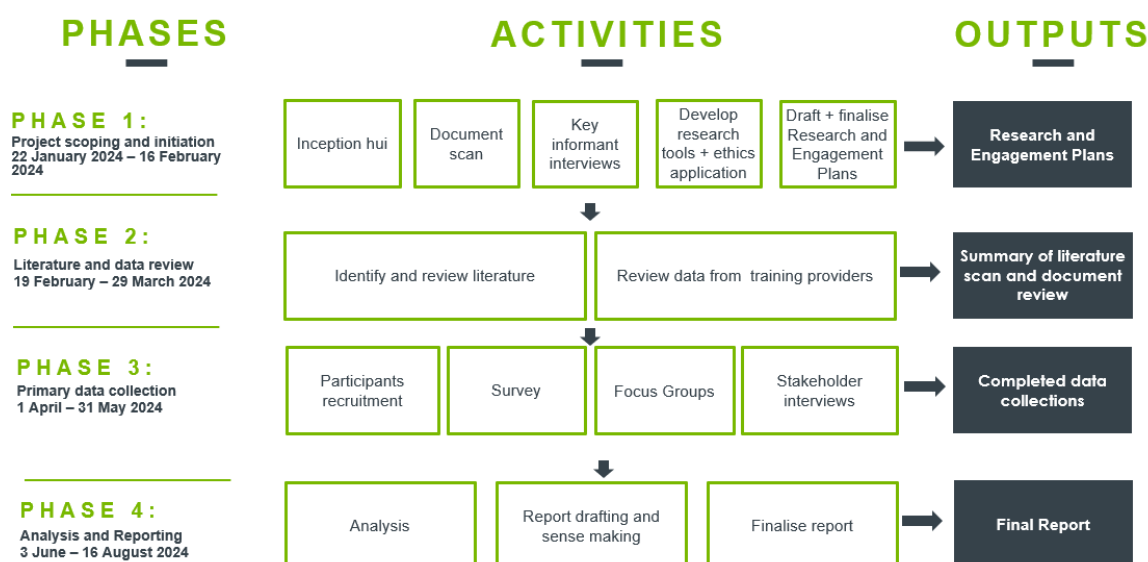 PHASES
ACTIVITIES
OUTPUTS
PHASE 1:
Project scoping and initiation
22 January 2024 – 16 February
2024
Inception hui
Document
scan
Key
informant
interviews
Develop
research
tools + ethics
application
Draft + finalise
Research and
Engagement
Plans
Research and
Engagement Plans
PHASE 2:
Literature and data review
19 February – 29 March 2024
Identify and review literature
Review data from training providers
Summary of literature
scan and document
review
PHASE 3:
Primary data collection
1 April – 31 May 2024
Participants
recruitment
Survey
Focus Groups
Stakeholder
interviews
Completed data
collections
PHASE 4:
Analysis and Reporting
3 June – 16 August 2024
Analysis
Report drafting and
sense making
Finalise report
Final Report